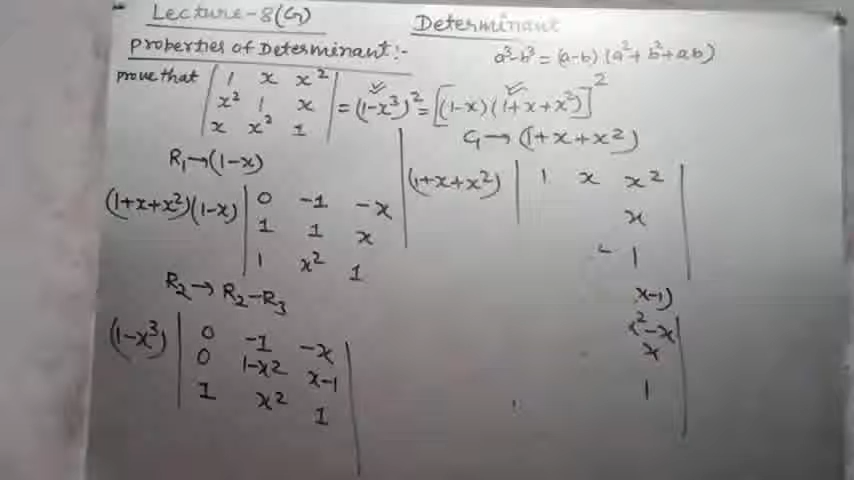 Lecture-8(G)
Determinant
Properties of Determinant:-
a³-b³ = (a-b) (a²+b²+ab)
prove that | 1 x x² |
| x² 1 x | = (1-x³)² = [(1-x)(1+x+x²)]²
| x x² 1 |
C₁→(1+x+x²)
R₁→(1-x)
(1+x+x²) | 1 x x² |
x
1
x-1)
x²-x
x
1
(1+x+x²)(1-x) | 0 -1 -x
1 1 x
1 x² 1
R₂→R₂-R₃
(1-x³) | 0 -1 -x |
0 1-x² x-1
1 x² 1